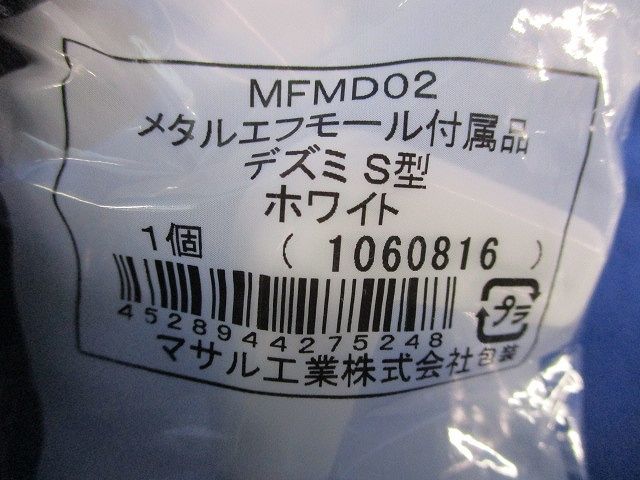 MFMD02
メタルエフモール付属品
デズミ S型
ホワイト
1個 (1060816)
4528944275248
プラ
マサル工業株式会社包装